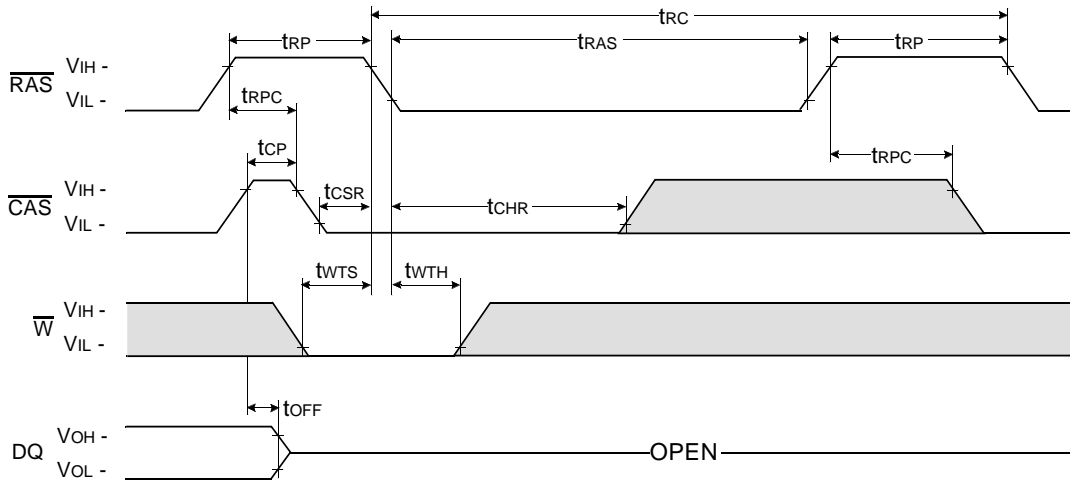 tRC
tRP
tRAS
tRP
RAS
VIH -
VIL -
tRPC
tRPC
tCP
tCSR
tCHR
CAS
VIH -
VIL -
tWTS
tWTH
W
VIH -
VIL -
tOFF
DQ
VOH -
VOL -
OPEN